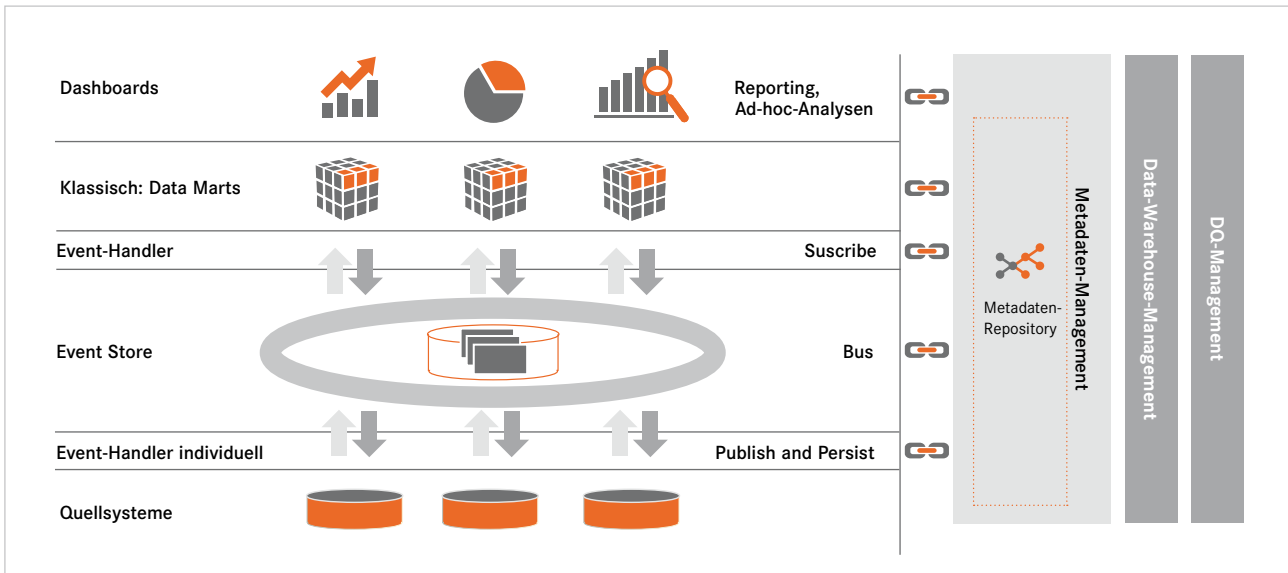 Dashboards
Reporting,
Ad-hoc-Analysen
Klassisch: Data Marts
Event-Handler
Suscribe
Event Store
Bus
Event-Handler individuell
Publish and Persist
Quellsysteme
Metadaten-
Repository
Metadaten-Management
Data-Warehouse-Management
DQ-Management